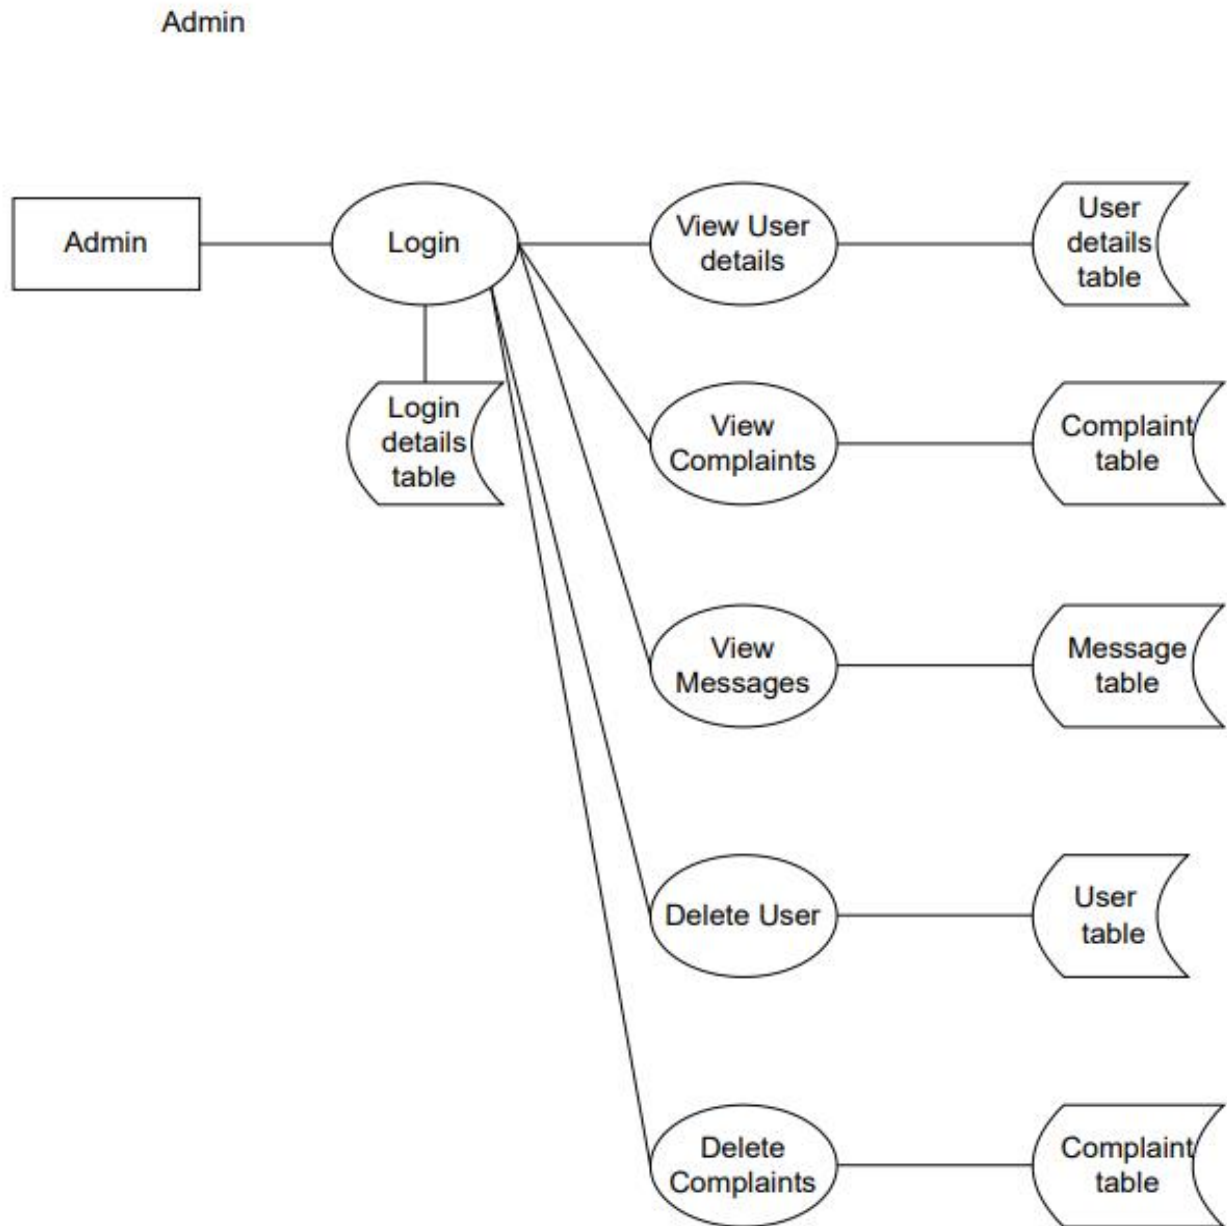 Admin
Admin
Login
View User
details
User
details
table
Login
details
table
View
Complaints
Complaint
table
View
Messages
Message
table
Delete User
User
table
Delete
Complaints
Complaint
table